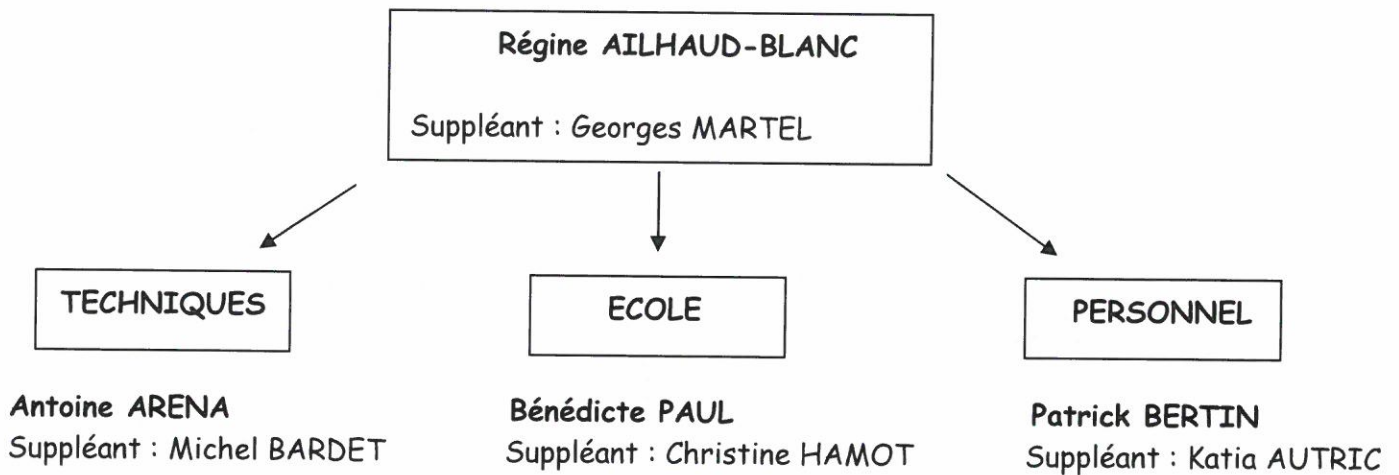 Régine AILHAUD-BLANC
Suppléant : Georges MARTEL
TECHNIQUES
ECOLE
PERSONNEL
Antoine ARENA
Suppléant : Michel BARDET
Bénédicte PAUL
Suppléant : Christine HAMOT
Patrick BERTIN
Suppléant : Katia AUTRIC